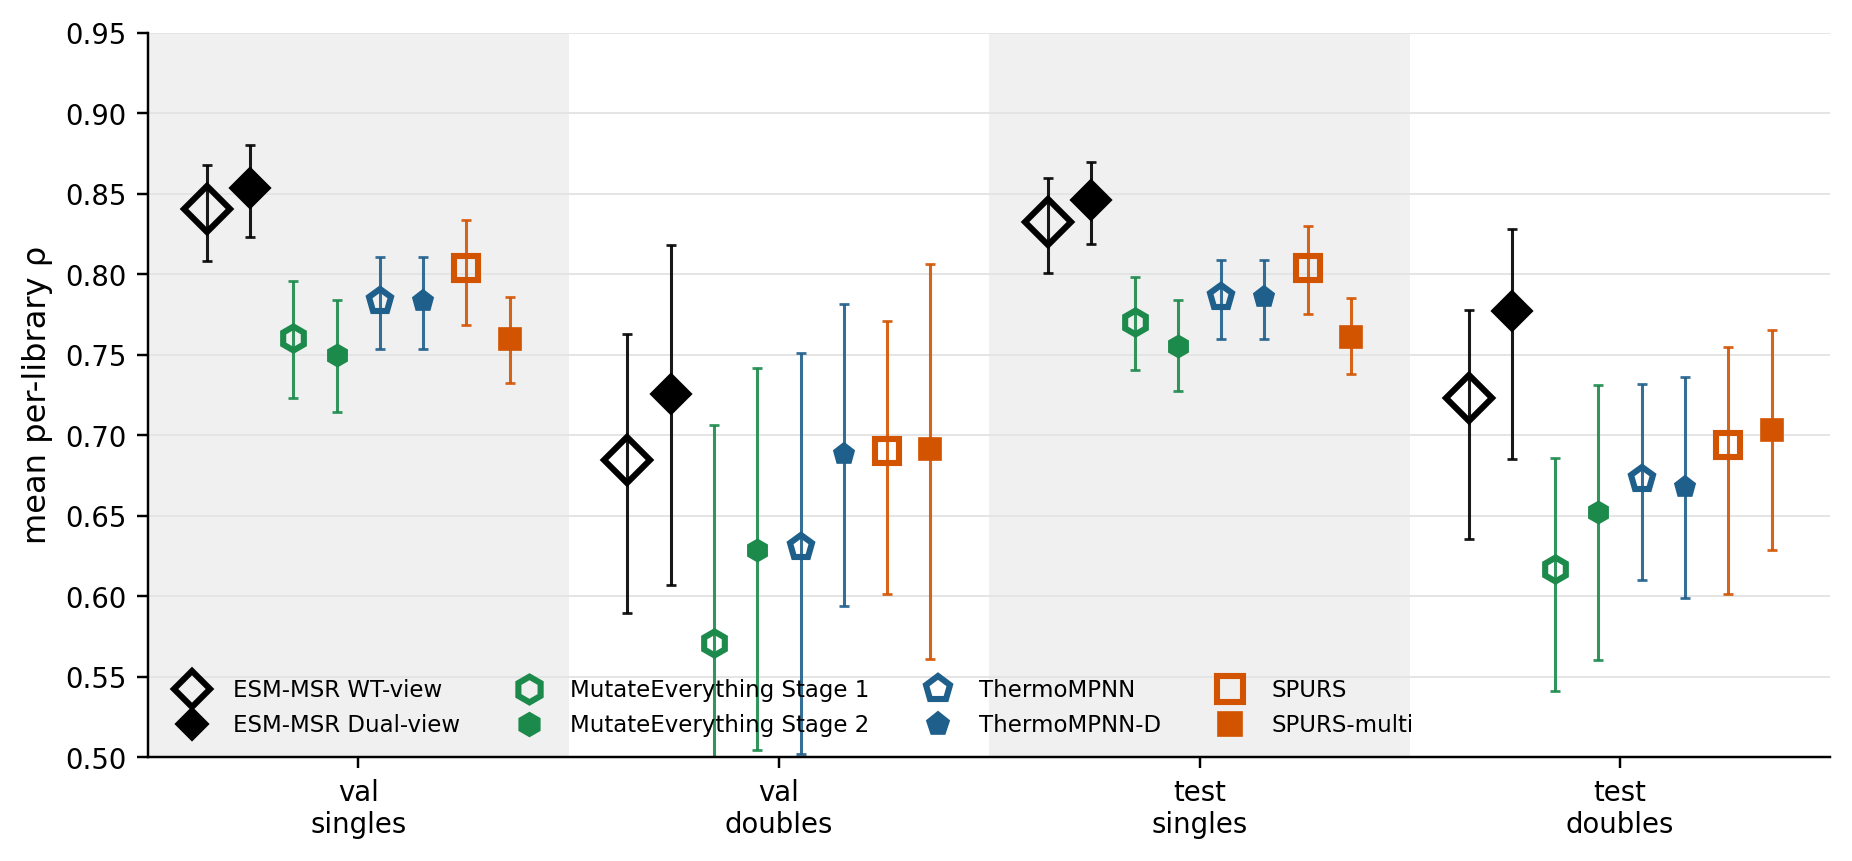 mean per-library ρ
0.95
0.90
0.85
0.80
0.75
0.70
0.65
0.60
0.55
0.50
ESM-MSR WT-view
ESM-MSR Dual-view
MutateEverything Stage 1
MutateEverything Stage 2
ThermoMPNN
ThermoMPNN-D
SPURS
SPURS-multi
val
singles
val
doubles
test
singles
test
doubles